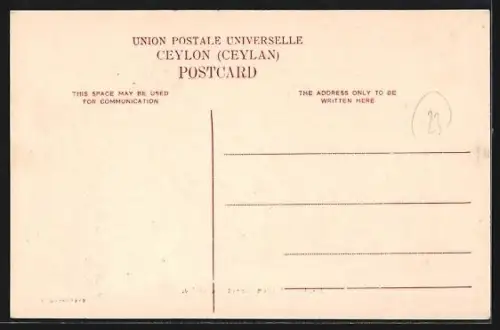 UNION POSTALE UNIVERSELLE
CEYLON (CEYLAN)
POSTCARD
THIS SPACE MAY BE USED
FOR COMMUNICATION
THE ADDRESS ONLY TO BE
WRITTEN HERE
23